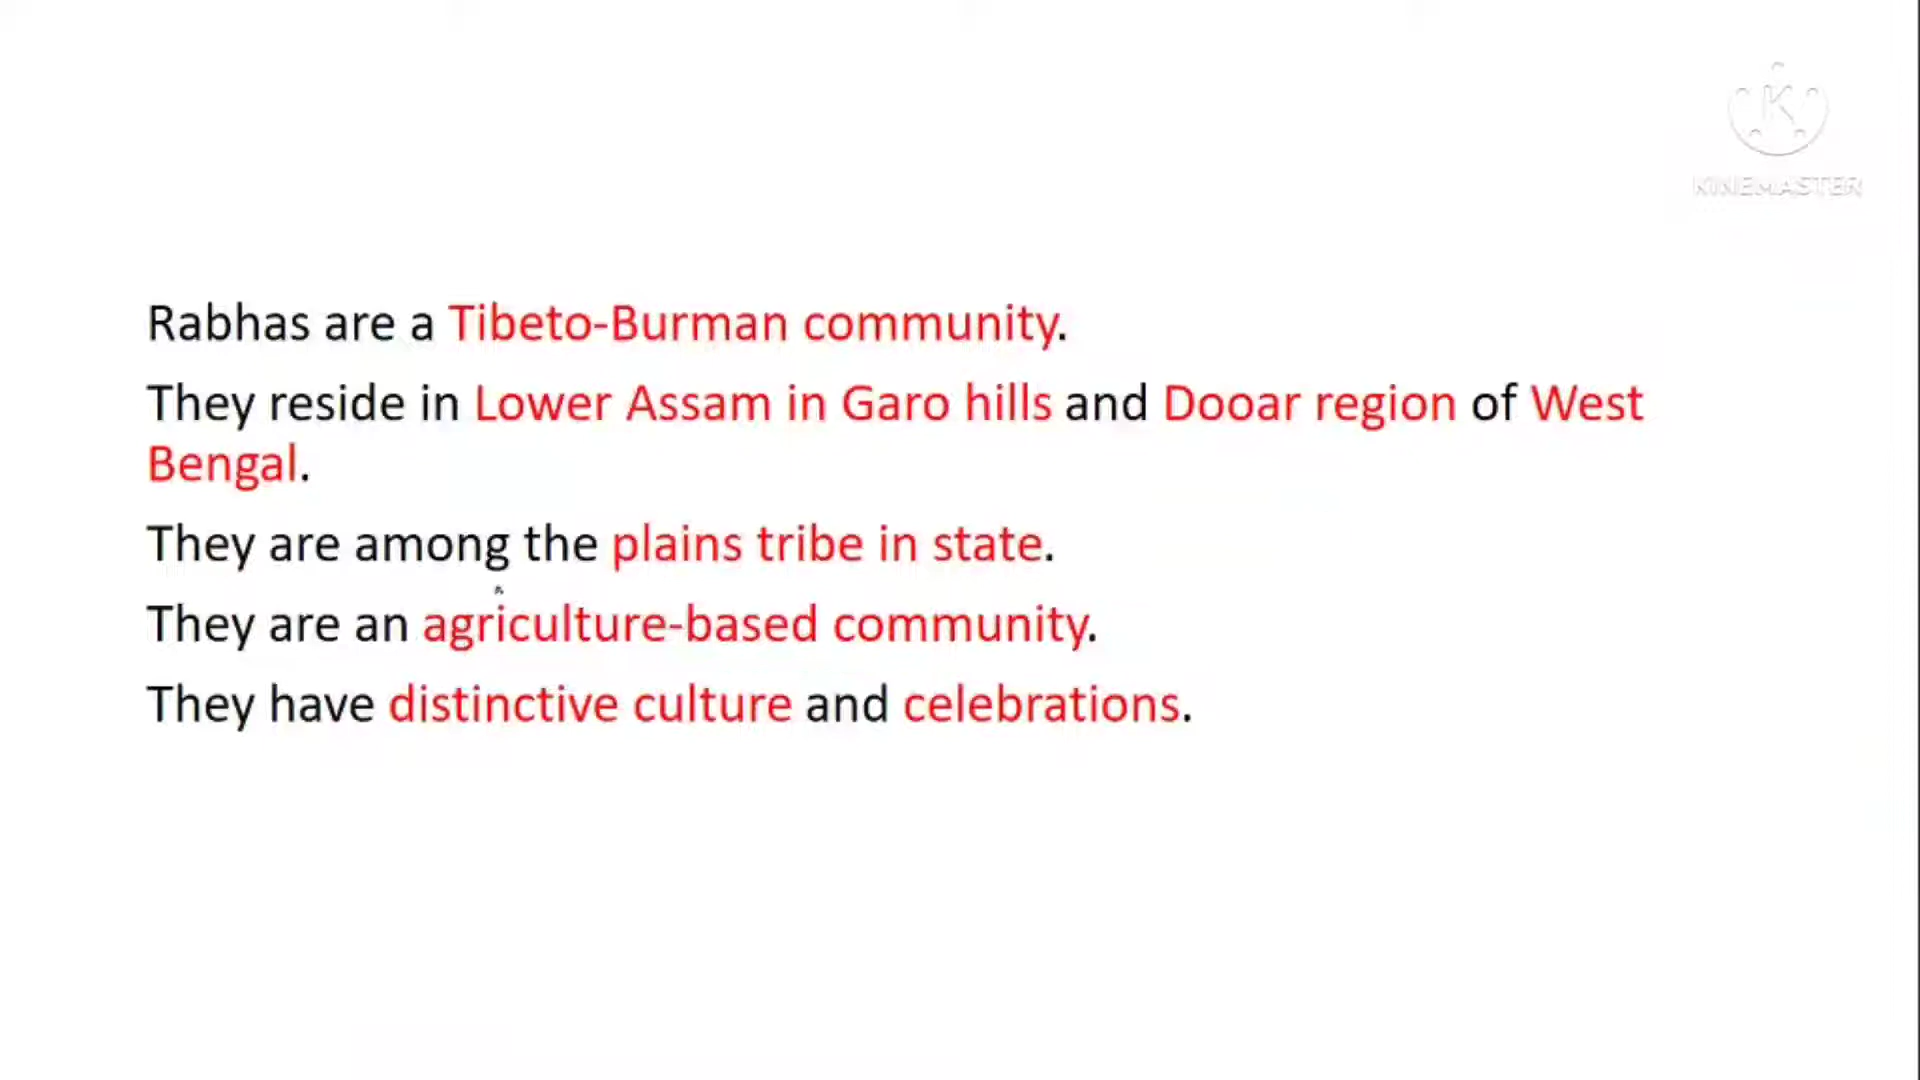 K
KINEMASTER
Rabhas are a Tibeto-Burman community.
They reside in Lower Assam in Garo hills and Dooar region of West
Bengal.
They are among the plains tribe in state.
They are an agriculture-based community.
They have distinctive culture and celebrations.